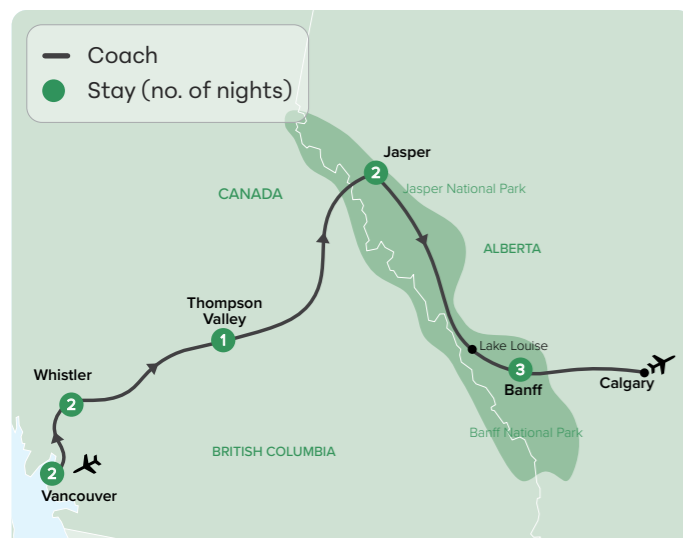 Coach
Stay (no. of nights)
Jasper
2
Jasper National Park
CANADA
ALBERTA
Thompson
Valley
1
Lake Louise
3
Banff
Calgary
Whistler
2
Banff National Park
BRITISH COLUMBIA
2
Vancouver